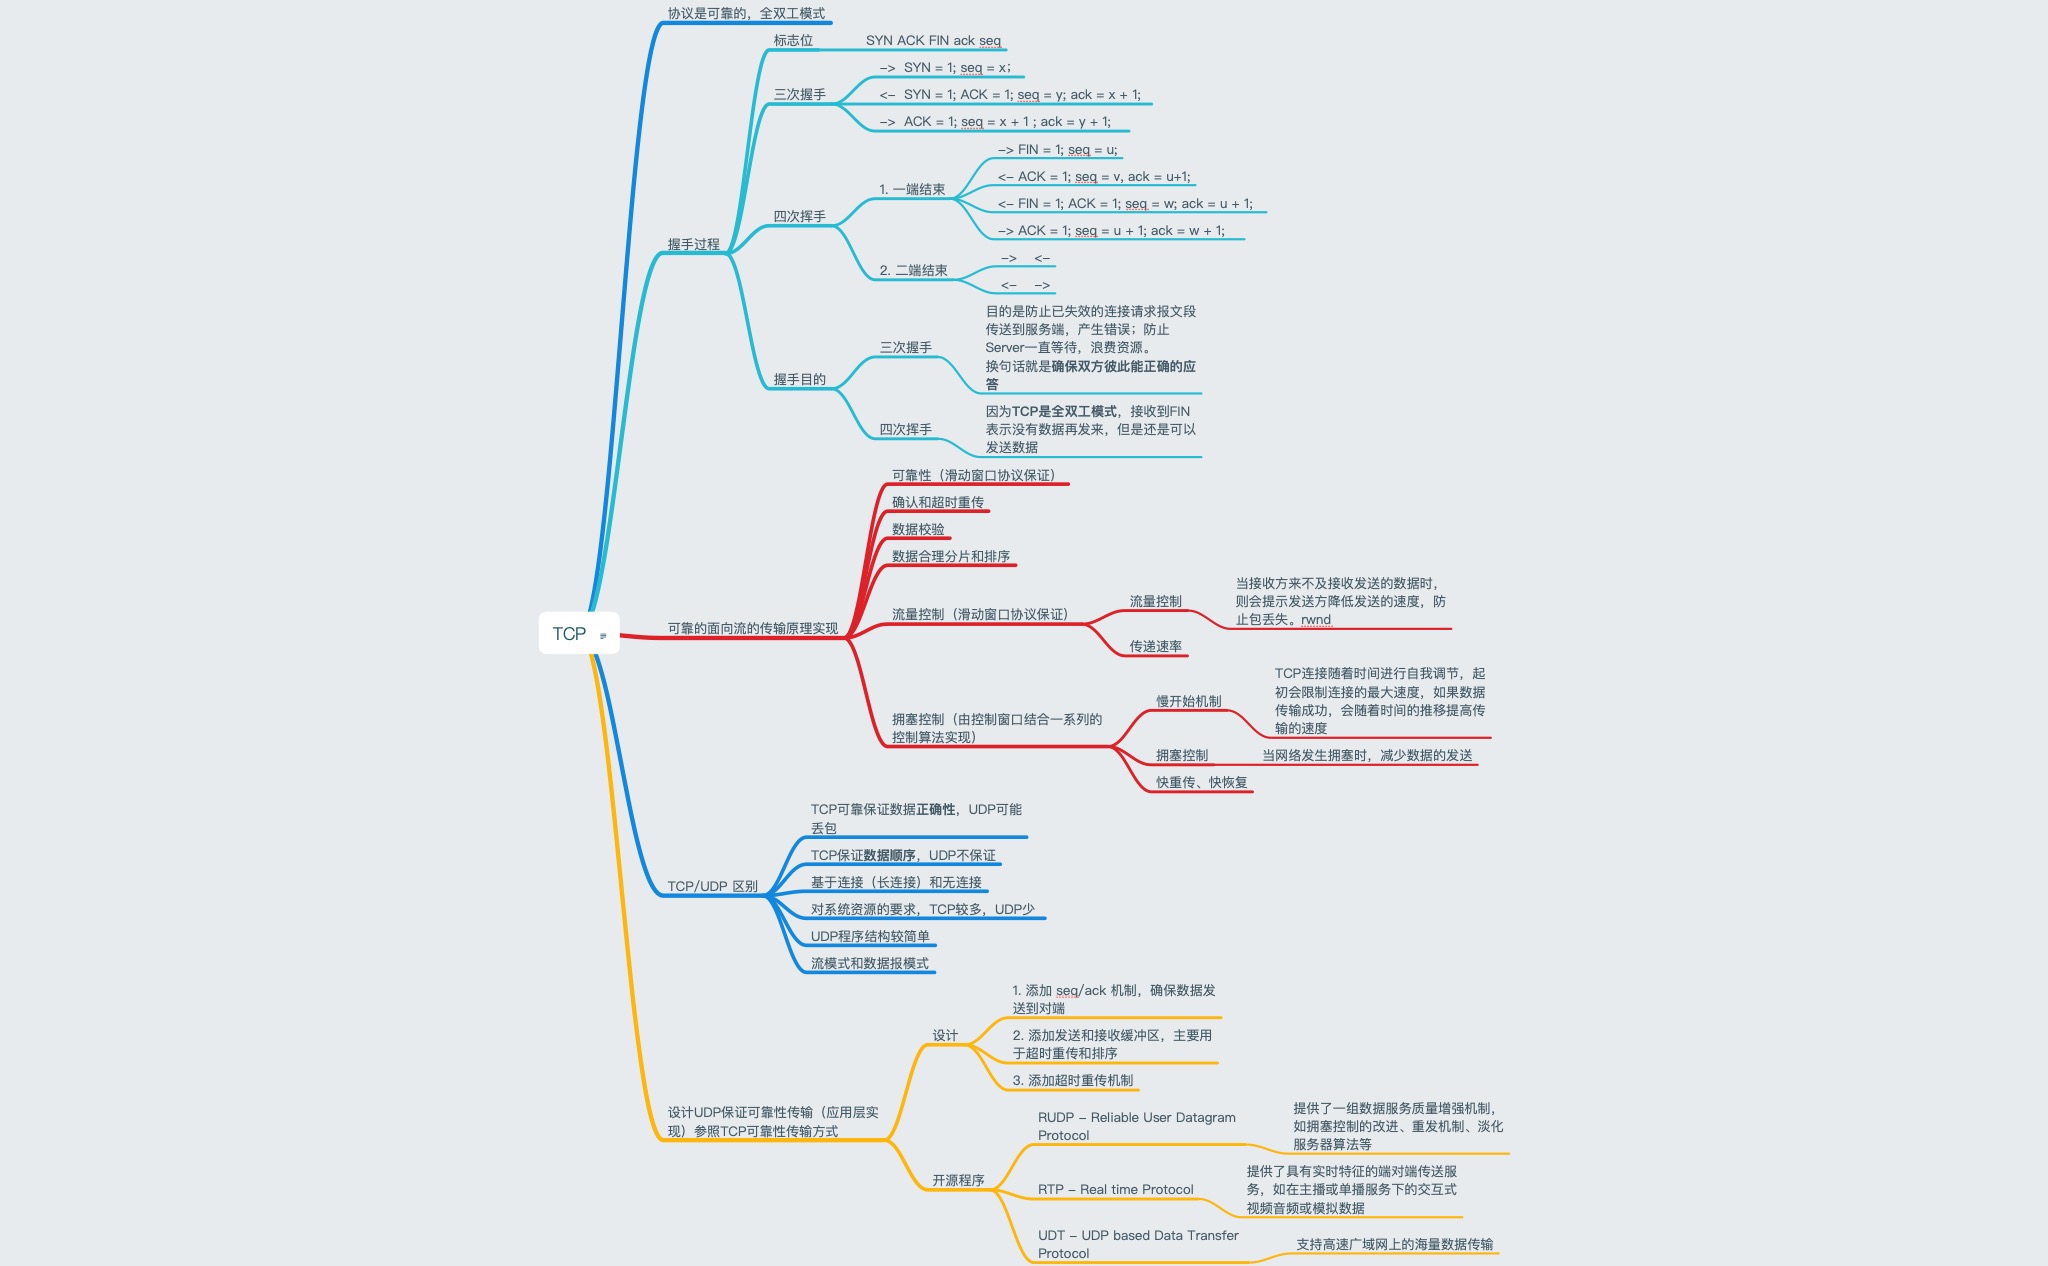 协议是可靠的，全双工模式
标志位
SYN ACK FIN ack seq
三次握手
–> SYN = 1; seq = x;
<– SYN = 1; ACK = 1; seq = y; ack = x + 1;
–> ACK = 1; seq = x + 1 ; ack = y + 1;
握手过程
四次挥手
1. 一端结束
–> FIN = 1; seq = u;
<– ACK = 1; seq = v, ack = u+1;
<– FIN = 1; ACK = 1; seq = w; ack = u + 1;
–> ACK = 1; seq = u + 1; ack = w + 1;
2. 二端结束
–> <–
<– –>
握手目的
三次握手
目的是防止已失效的连接请求报文段
传送到服务端，产生错误；防止
Server一直等待，浪费资源。
换句话就是确保双方彼此能正确的应
答
四次挥手
因为TCP是全双工模式，接收到FIN
表示没有数据再发来，但是还是可以
发送数据
TCP
可靠的面向流的传输原理实现
可靠性（滑动窗口协议保证）
确认和超时重传
数据校验
数据合理分片和排序
流量控制（滑动窗口协议保证）
流量控制
当接收方来不及接收发送的数据时，
则会提示发送方降低发送的速度，防
止包丢失。rwnd
传递速率
拥塞控制（由控制窗口结合一系列的
控制算法实现）
慢开始机制
TCP连接随着时间进行自我调节，起
初会限制连接的最大速度，如果数据
传输成功，会随着时间的推移提高传
输的速度
拥塞控制
当网络发生拥塞时，减少数据的发送
快重传、快恢复
TCP/UDP 区别
TCP可靠保证数据正确性，UDP可能
丢包
TCP保证数据顺序，UDP不保证
基于连接（长连接）和无连接
对系统资源的要求，TCP较多，UDP少
UDP程序结构较简单
流模式和数据报模式
设计UDP保证可靠性传输（应用层实
现）参照TCP可靠性传输方式
设计
1. 添加 seq/ack 机制，确保数据发
送到对端
2. 添加发送和接收缓冲区，主要用
于超时重传和排序
3. 添加超时重传机制
开源程序
RUDP – Reliable User Datagram
Protocol
提供了一组数据服务质量增强机制，
如拥塞控制的改进、重发机制、淡化
服务器算法等
RTP – Real time Protocol
提供了具有实时特征的端对端传送服
务，如在主播或单播服务下的交互式
视频音频或模拟数据
UDT – UDP based Data Transfer
Protocol
支持高速广域网上的海量数据传输